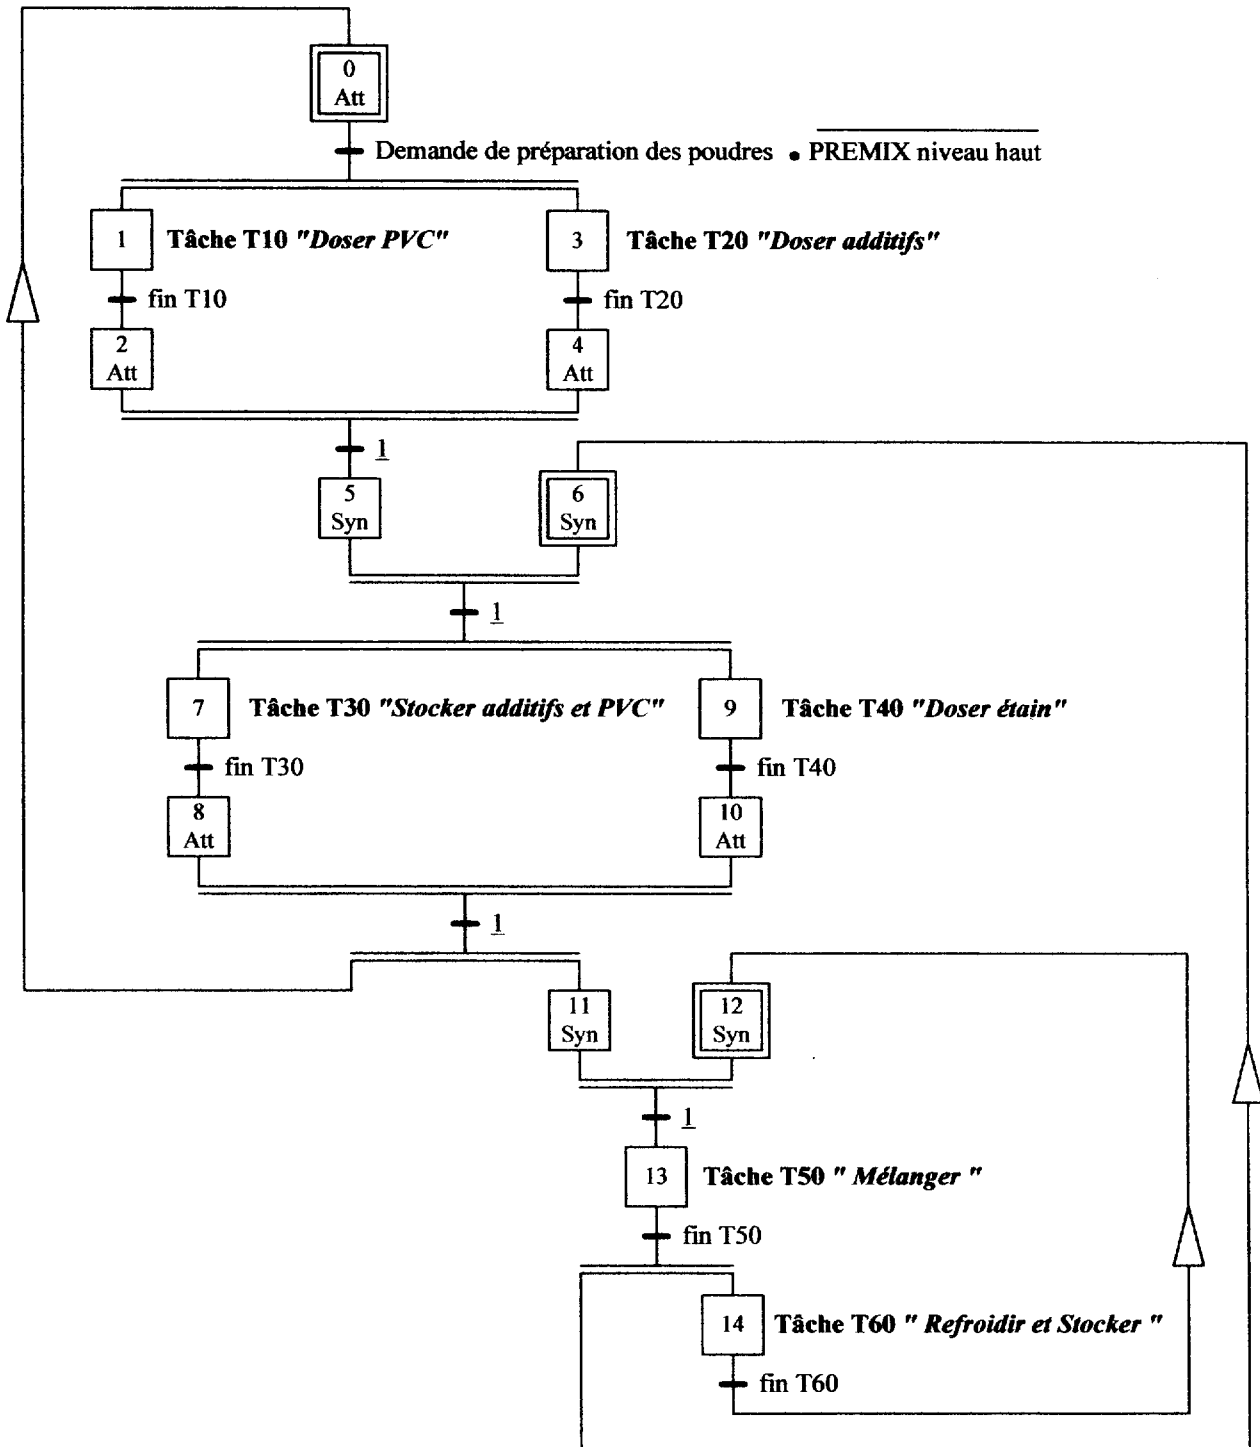 0
Att
Demande de préparation des poudres • PREMIX niveau haut
1 Tâche T10 "Doser PVC"
3 Tâche T20 "Doser additifs"
fin T10
fin T20
2
Att
4
Att
1
5
Syn
6
Syn
1
7 Tâche T30 "Stocker additifs et PVC"
9 Tâche T40 "Doser étain"
fin T30
fin T40
8
Att
10
Att
1
11
Syn
12
Syn
1
13 Tâche T50 " Mélanger "
fin T50
14 Tâche T60 " Refroidir et Stocker "
fin T60